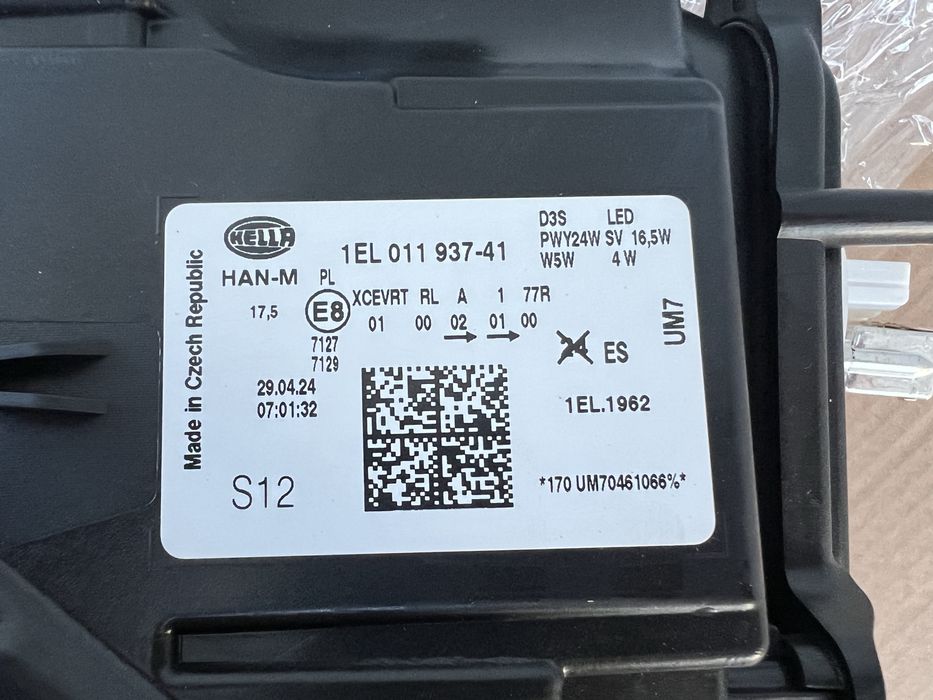 Made in Czech Republic
HELLA
HAN-M
17,5
PL
E8
7127
7129
29.04.24
07:01:32
S12
1EL 011 937-41
XCEVRT RL A 1 77R
01 00 02 01 00
D3S LED
PWY24W SV 16,5W
W5W 4 W
UM7
ES
1EL.1962
*170 UM70461066%*